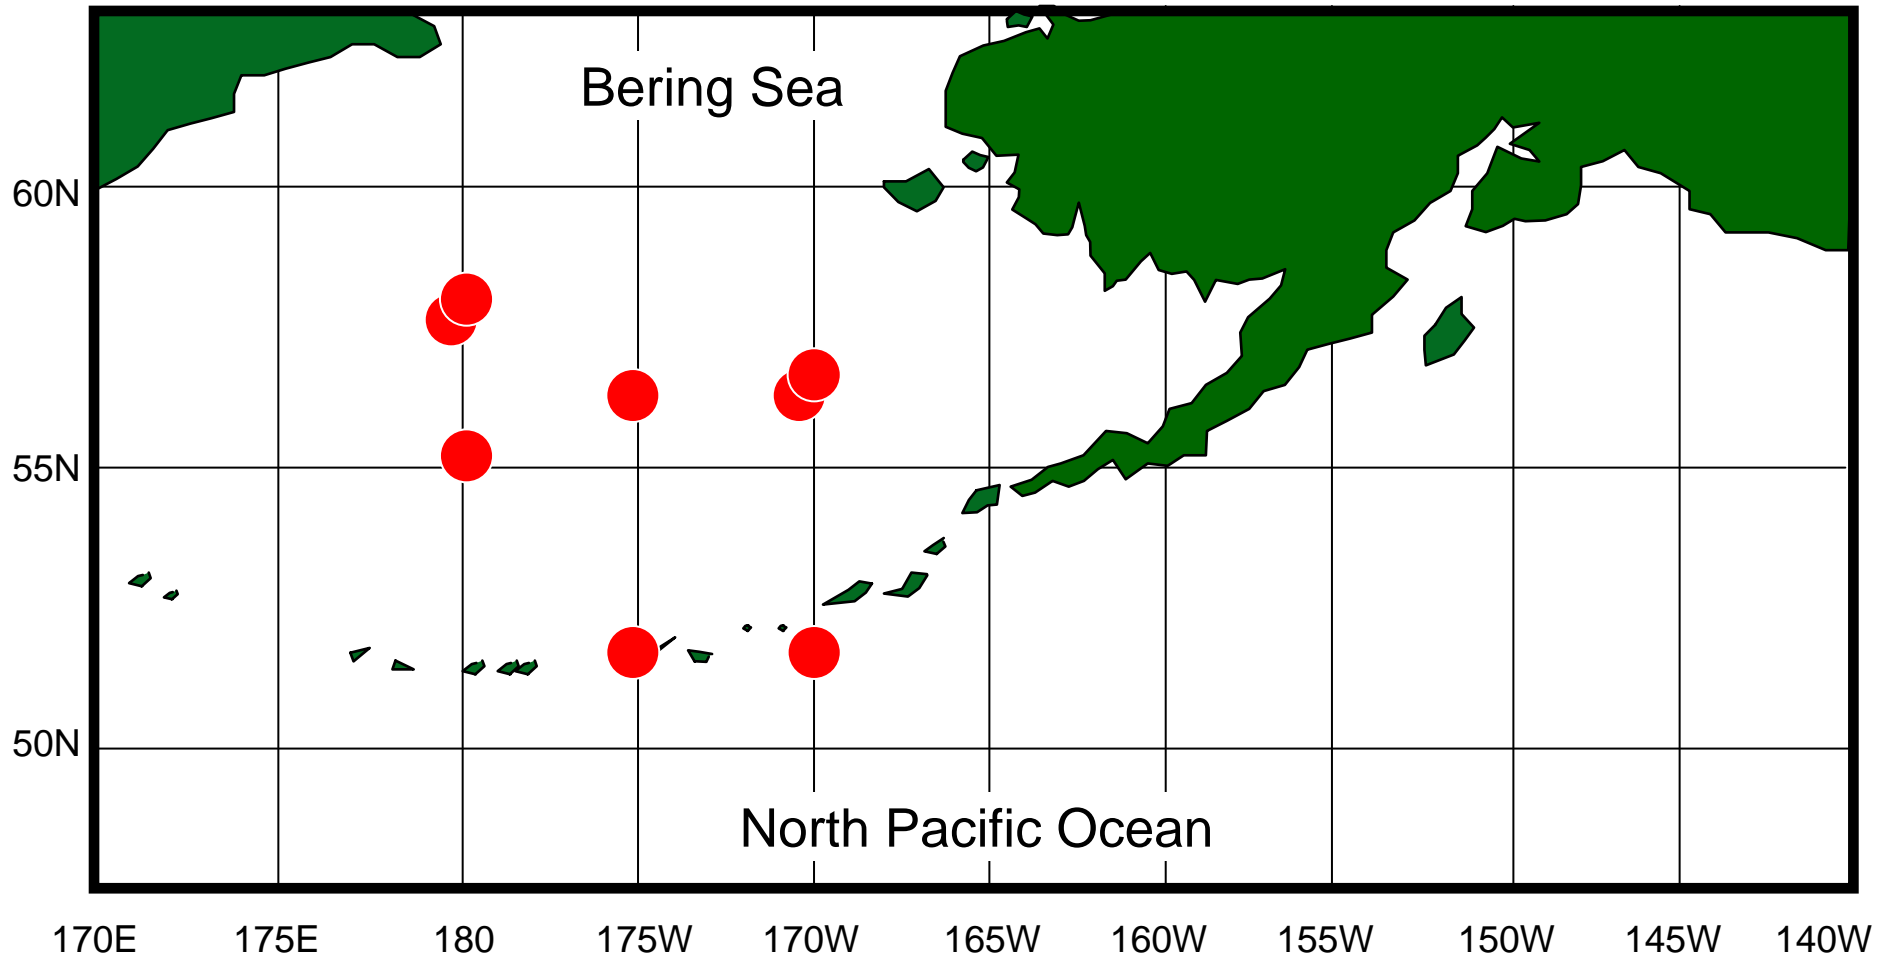 Bering Sea
60N
55N
50N
North Pacific Ocean
170E 175E 180 175W 170W 165W 160W 155W 150W 145W 140W